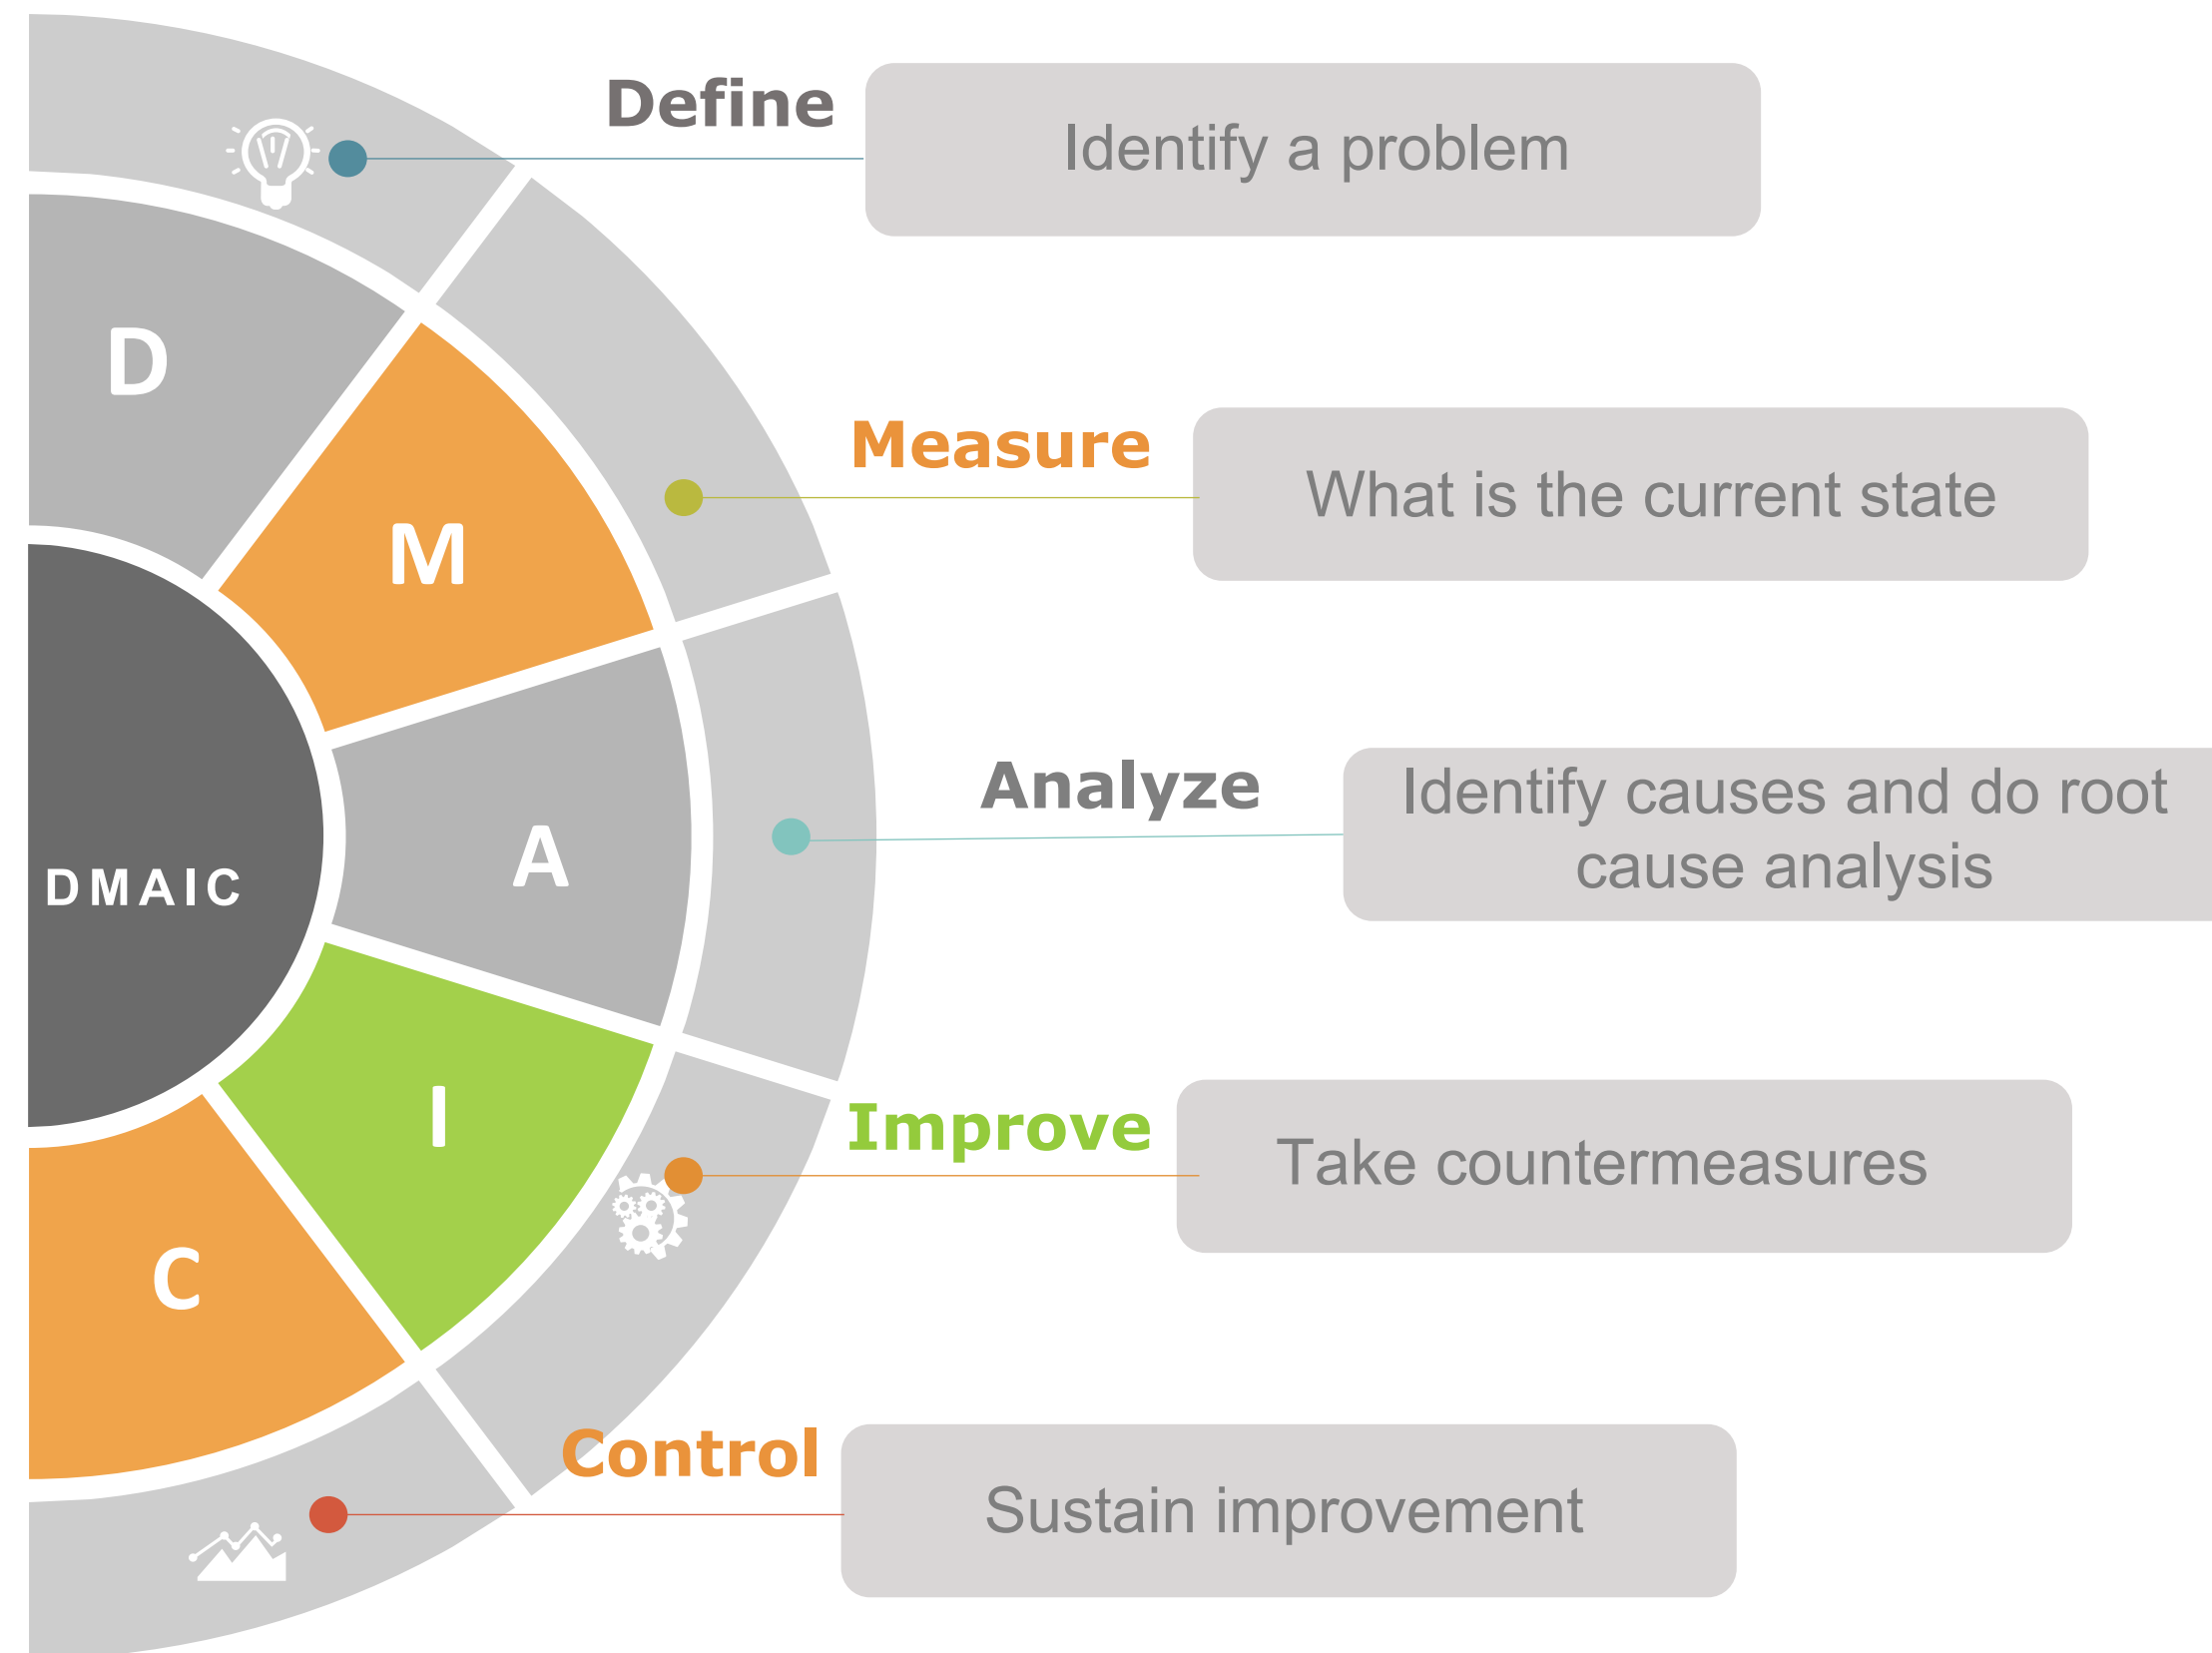 Define
Identify a problem
D
Measure
What is the current state
M
Analyze
Identify causes and do root
cause analysis
A
DMAIC
Improve
Take countermeasures
I
C
Control
Sustain improvement